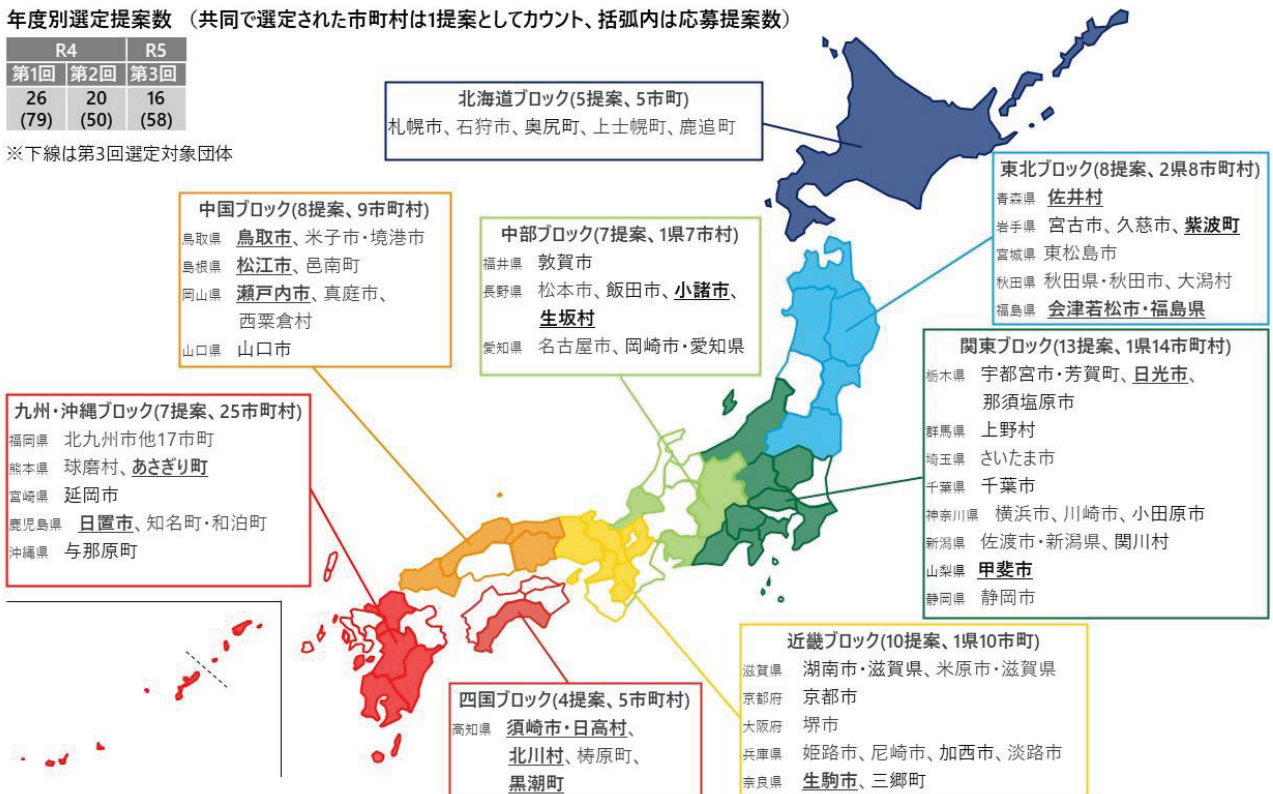 年度別選定提案数 （共同で選定された市町村は1提案としてカウント、括弧内は応募提案数）
R4 R5
第1回 第2回 第3回
26 20 16
(79) (50) (58)
※下線は第3回選定対象団体
北海道ブロック(5提案、5市町)
札幌市、石狩市、奥尻町、上士幌町、鹿追町
東北ブロック(8提案、2県8市町村)
青森県 佐井村
岩手県 宮古市、久慈市、紫波町
宮城県 東松島市
秋田県 秋田県・秋田市、大潟村
福島県 会津若松市・福島県
中国ブロック(8提案、9市町村)
鳥取県 鳥取市、米子市・境港市
島根県 松江市、邑南町
岡山県 瀬戸内市、真庭市、
西粟倉村
山口県 山口市
中部ブロック(7提案、1県7市村)
福井県 敦賀市
長野県 松本市、飯田市、小諸市、
生坂村
愛知県 名古屋市、岡崎市・愛知県
関東ブロック(13提案、1県14市町村)
栃木県 宇都宮市・芳賀町、日光市、
那須塩原市
群馬県 上野村
埼玉県 さいたま市
千葉県 千葉市
神奈川県 横浜市、川崎市、小田原市
新潟県 佐渡市・新潟県、関川村
山梨県 甲斐市
静岡県 静岡市
九州・沖縄ブロック(7提案、25市町村)
福岡県 北九州市他17市町
熊本県 球磨村、あさぎり町
宮崎県 延岡市
鹿児島県 日置市、知名町・和泊町
沖縄県 与那原町
四国ブロック(4提案、5市町村)
高知県 須崎市・日高村、
北川村、梼原町、
黒潮町
近畿ブロック(10提案、1県10市町)
滋賀県 湖南市・滋賀県、米原市・滋賀県
京都府 京都市
大阪府 堺市
兵庫県 姫路市、尼崎市、加西市、淡路市
奈良県 生駒市、三郷町